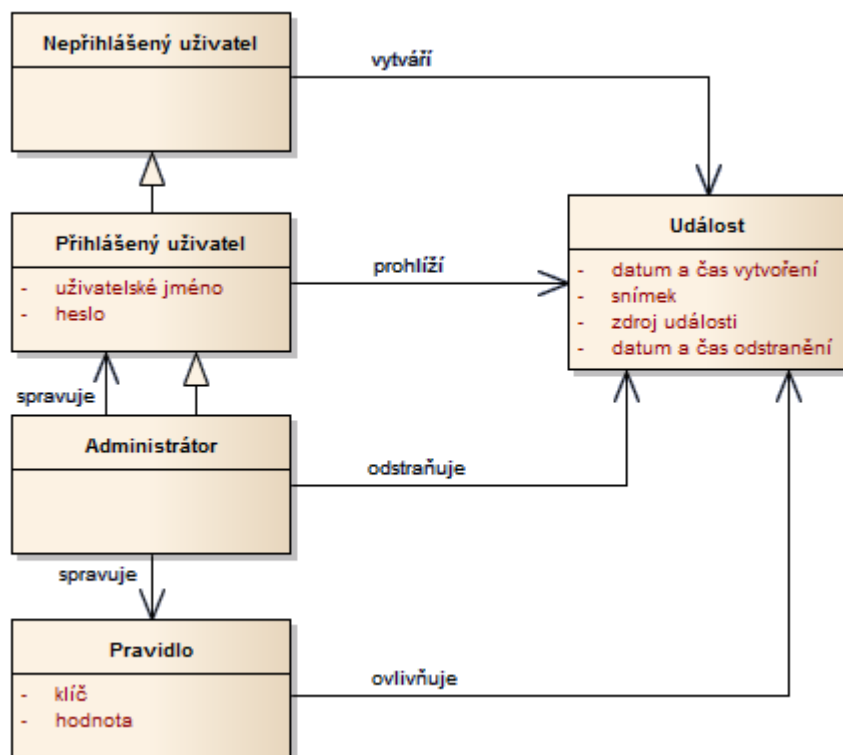 Nepřihlášený uživatel
vytváří
Přihlášený uživatel
- uživatelské jméno
- heslo
prohlíží
Událost
- datum a čas vytvoření
- snímek
- zdroj události
- datum a čas odstranění
spravuje
Administrátor
odstraňuje
spravuje
Pravidlo
- klíč
- hodnota
ovlivňuje